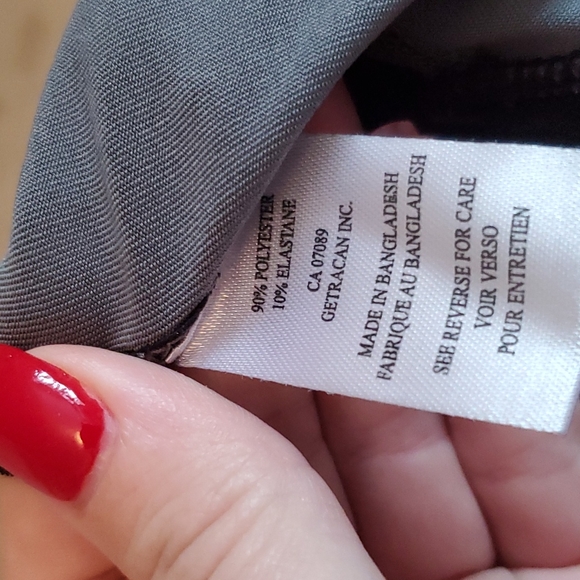 90% POLYESTER
10% ELASTANE
CA 07089
GETRACAN INC.
MADE IN BANGLADESH
FABRIQUE AU BANGLADESH
SEE REVERSE FOR CARE
VOIR VERSO
POUR ENTRETIEN